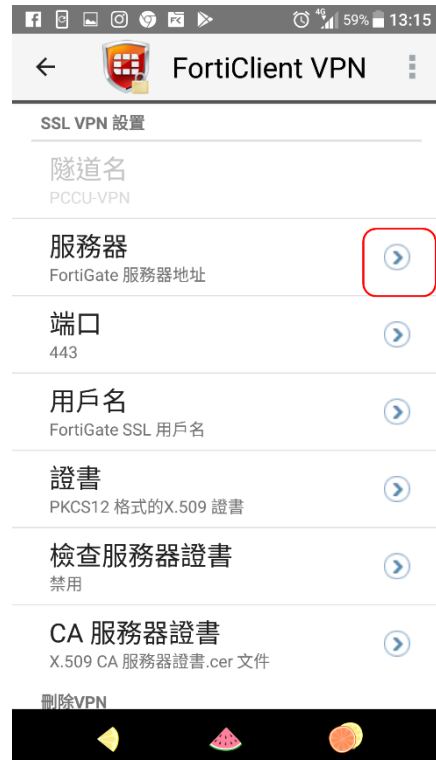 4G 59% 13:15
FortiClient VPN
SSL VPN 設置
隧道名
PCCU-VPN
服務器
FortiGate 服務器地址
端口
443
用戶名
FortiGate SSL 用戶名
證書
PKCS12 格式的X.509 證書
檢查服務器證書
禁用
CA 服務器證書
X.509 CA 服務器證書.cer 文件
刪除VPN